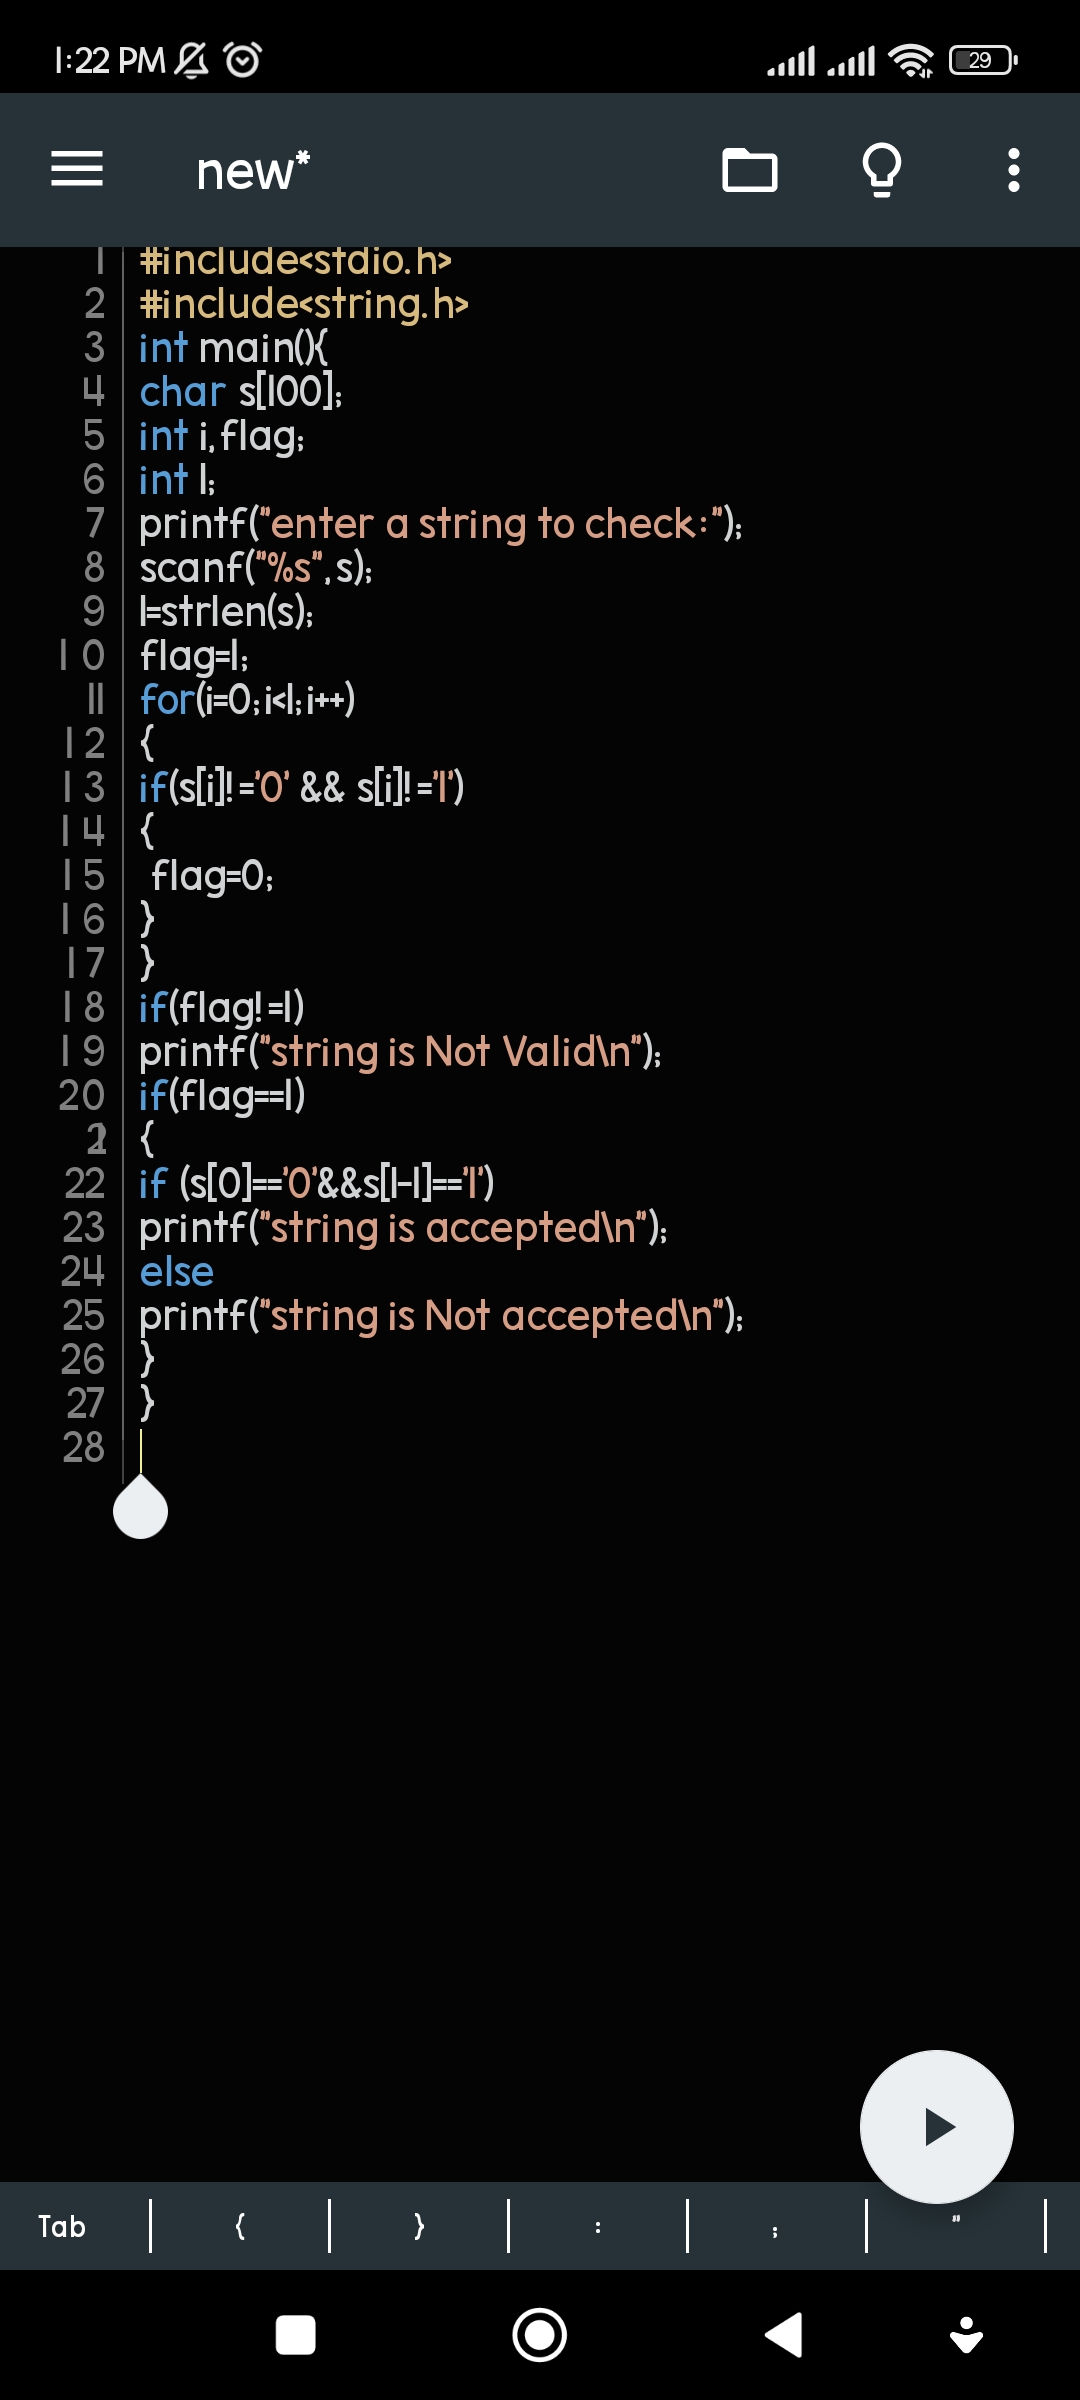 1:22 PM
29
new*
1 #include<stdio.h>
2 #include<string.h>
3 int main(){
4 char s[100];
5 int i,flag;
6 int l;
7 printf("enter a string to check:");
8 scanf("%s",s);
9 l=strlen(s);
10 flag=1;
11 for(i=0;i<l;i++)
12 {
13 if(s[i]!='0' && s[i]!='1')
14 {
15  flag=0;
16 }
17 }
18 if(flag!=1)
19 printf("string is Not Valid\n");
20 if(flag==1)
21 {
22 if (s[0]=='0'&&s[l-1]=='1')
23 printf("string is accepted\n");
24 else
25 printf("string is Not accepted\n");
26 }
27 }
28
Tab { } : ; "